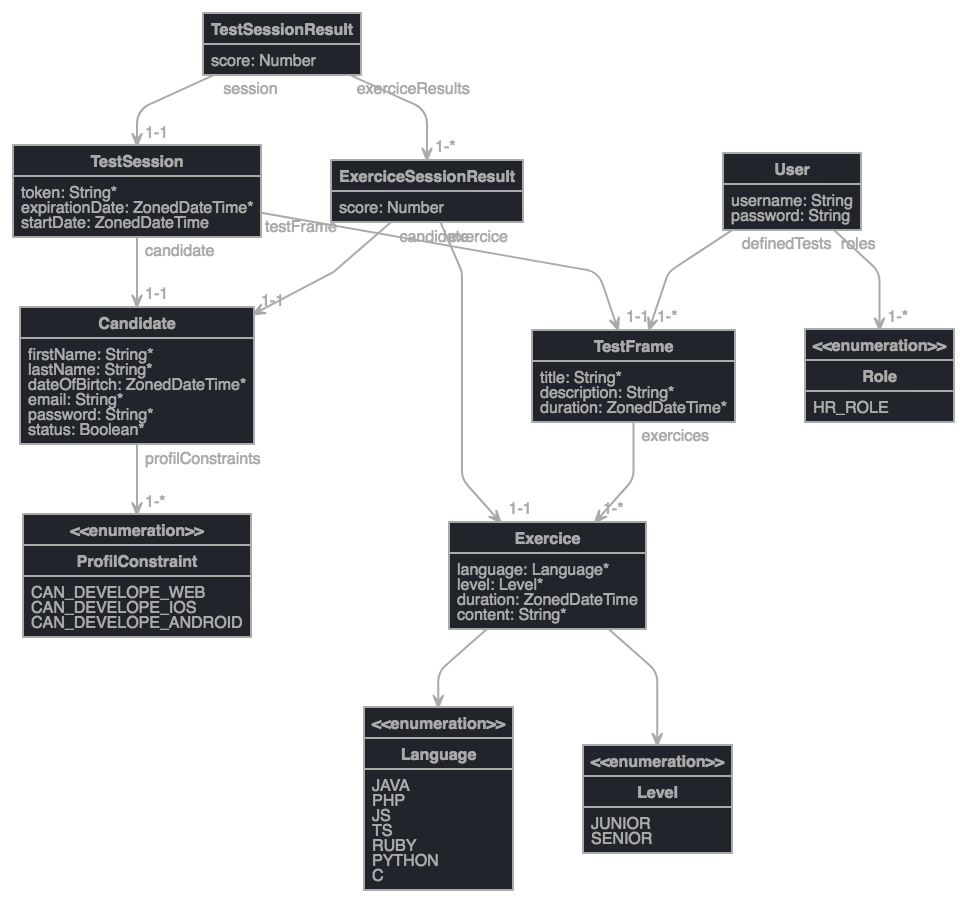 TestSessionResult
score: Number
session
exerciceResults
1-1
1-*
TestSession
token: String*
expirationDate: ZonedDateTime*
startDate: ZonedDateTime
ExerciceSessionResult
score: Number
User
username: String
password: String
testFrame
candidate
candidate
exercice
definedTests
roles
1-1
1-1
1-1
1-*
1-*
Candidate
firstName: String*
lastName: String*
dateOfBirtch: ZonedDateTime*
email: String*
password: String*
status: Boolean*
TestFrame
title: String*
description: String*
duration: ZonedDateTime*
<<enumeration>>
Role
HR_ROLE
profilConstraints
exercices
1-*
1-1
1-*
<<enumeration>>
ProfilConstraint
CAN_DEVELOPE_WEB
CAN_DEVELOPE_IOS
CAN_DEVELOPE_ANDROID
Exercice
language: Language*
level: Level*
duration: ZonedDateTime
content: String*
<<enumeration>>
Language
JAVA
PHP
JS
TS
RUBY
PYTHON
C
<<enumeration>>
Level
JUNIOR
SENIOR